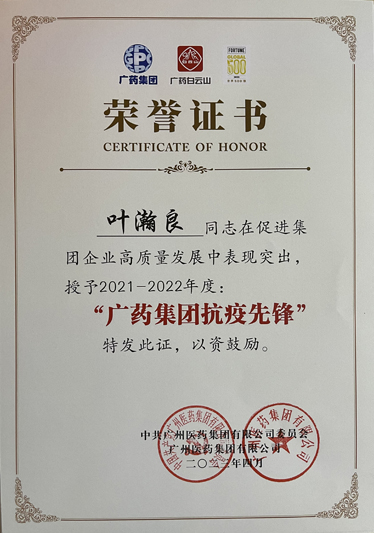 GPC
广药集团
白云山
广药白云山
FORTUNE
GLOBAL
500
荣誉证书
CERTIFICATE OF HONOR
叶瀚良 同志在促进集
团企业高质量发展中表现突出，
授予2021-2022年度：
“广药集团抗疫先锋”
特发此证，以资鼓励。
中共广州医药集团有限公司委员会
广州医药集团有限公司
二〇二三年四月